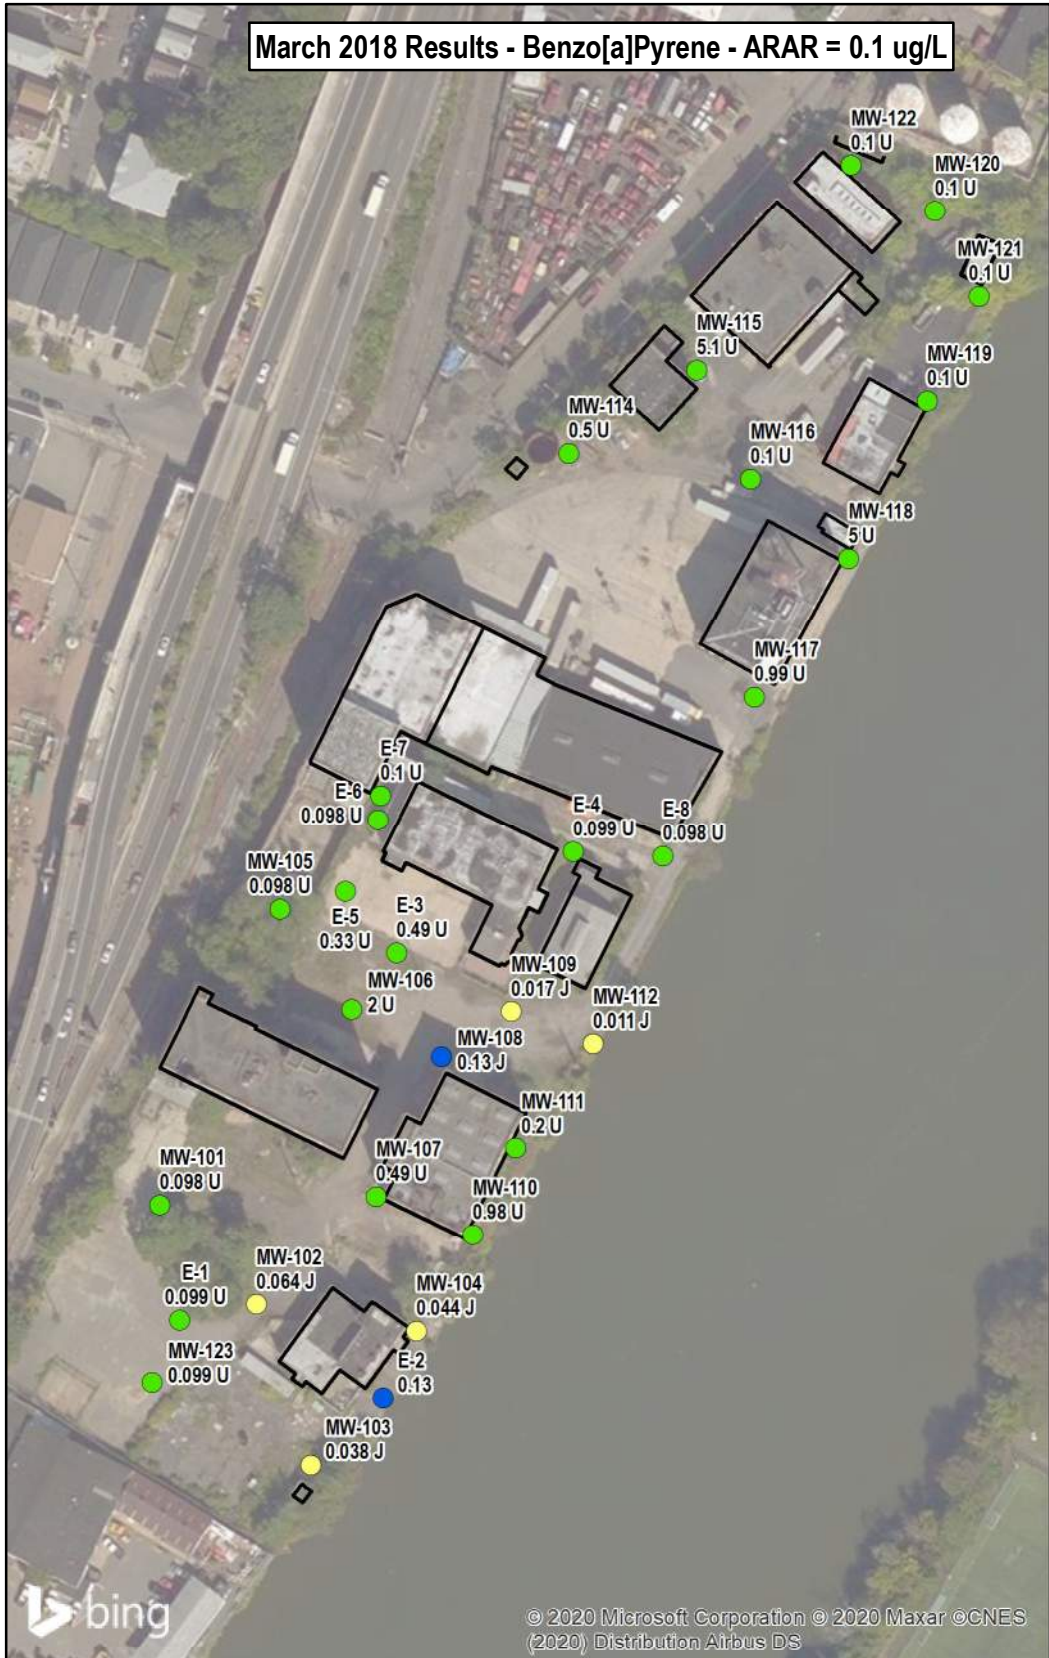 March 2018 Results - Benzo[a]Pyrene - ARAR = 0.1 ug/L
MW-122
0.1 U
MW-120
0.1 U
MW-121
0.1 U
MW-115
5.1 U
MW-119
0.1 U
MW-114
0.5 U
MW-116
0.1 U
MW-118
5 U
MW-117
0.99 U
E-7
0.1 U
E-6
0.098 U
E-4
0.099 U
E-8
0.098 U
MW-105
0.098 U
E-5
0.33 U
E-3
0.49 U
MW-106
2 U
MW-109
0.017 J
MW-112
0.011 J
MW-108
0.13 J
MW-111
0.2 U
MW-107
0.49 U
MW-101
0.098 U
MW-110
0.98 U
MW-102
0.064 J
E-1
0.099 U
MW-104
0.044 J
MW-123
0.099 U
E-2
0.13
MW-103
0.038 J
bing
© 2020 Microsoft Corporation © 2020 Maxar ©CNES
(2020) Distribution Airbus DS